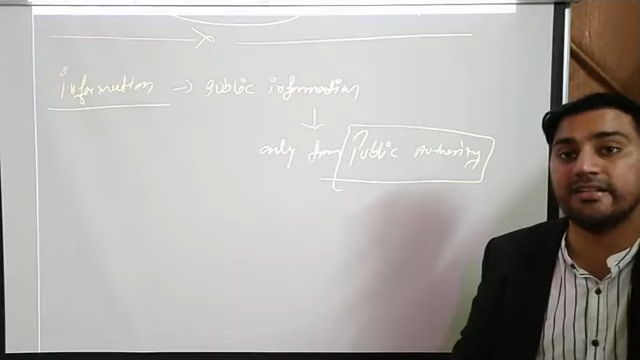 Information → Public information
↓
only from Public Authority